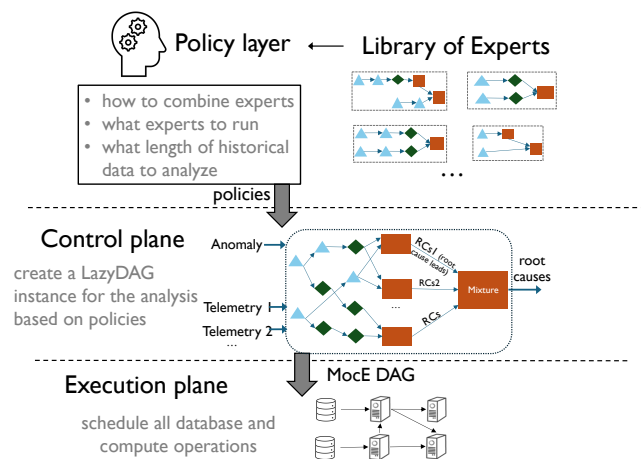 Policy layer
Library of Experts
• how to combine experts
• what experts to run
• what length of historical
data to analyze
...
policies
Control plane
create a LazyDAG
instance for the analysis
based on policies
Anomaly
Telemetry 1
Telemetry 2
...
RCs1 (root
cause leads)
RCs2
...
RCs
Mixture
root
causes
MocE DAG
Execution plane
schedule all database and
compute operations